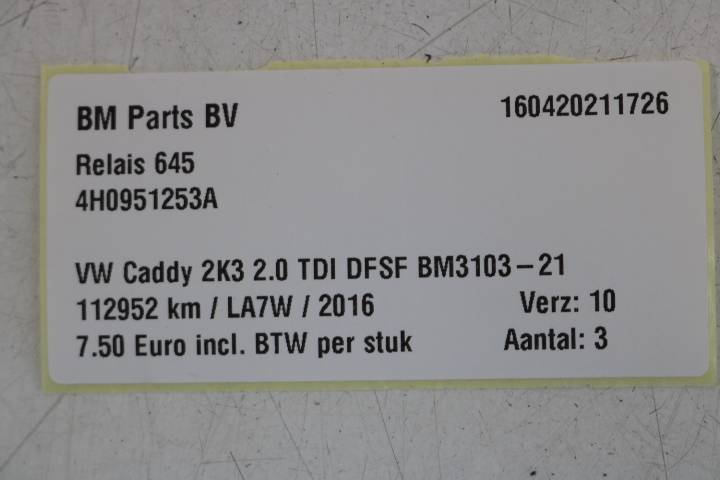 BM Parts BV 160420211726
Relais 645
4H0951253A
VW Caddy 2K3 2.0 TDI DFSF BM3103-21
112952 km / LA7W / 2016 Verz: 10
7.50 Euro incl. BTW per stuk Aantal: 3